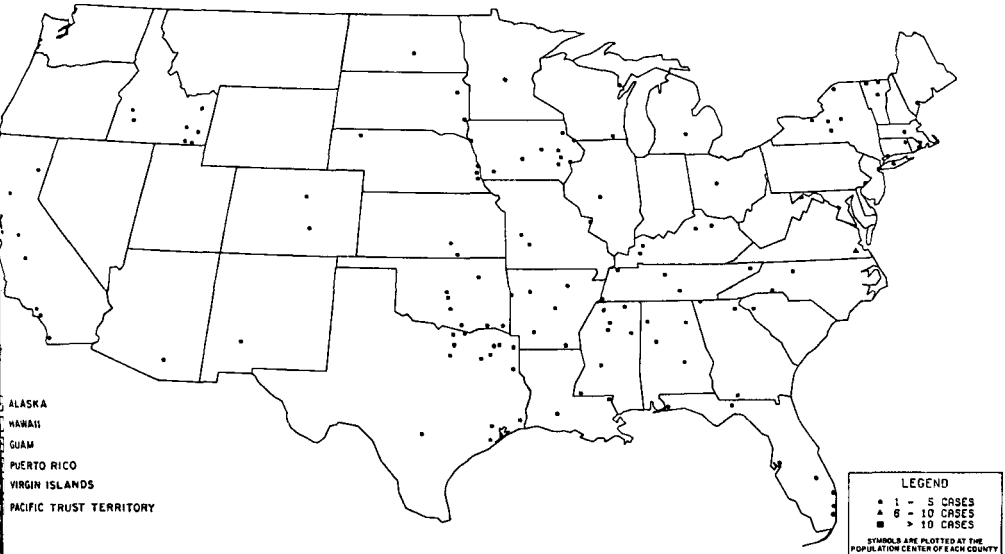 ALASKA
HAWAII
GUAM
PUERTO RICO
VIRGIN ISLANDS
PACIFIC TRUST TERRITORY
LEGEND
• 1 - 5 CASES
▲ 6 - 10 CASES
■ > 10 CASES
SYMBOLS ARE PLOTTED AT THE
POPULATION CENTER OF EACH COUNTY